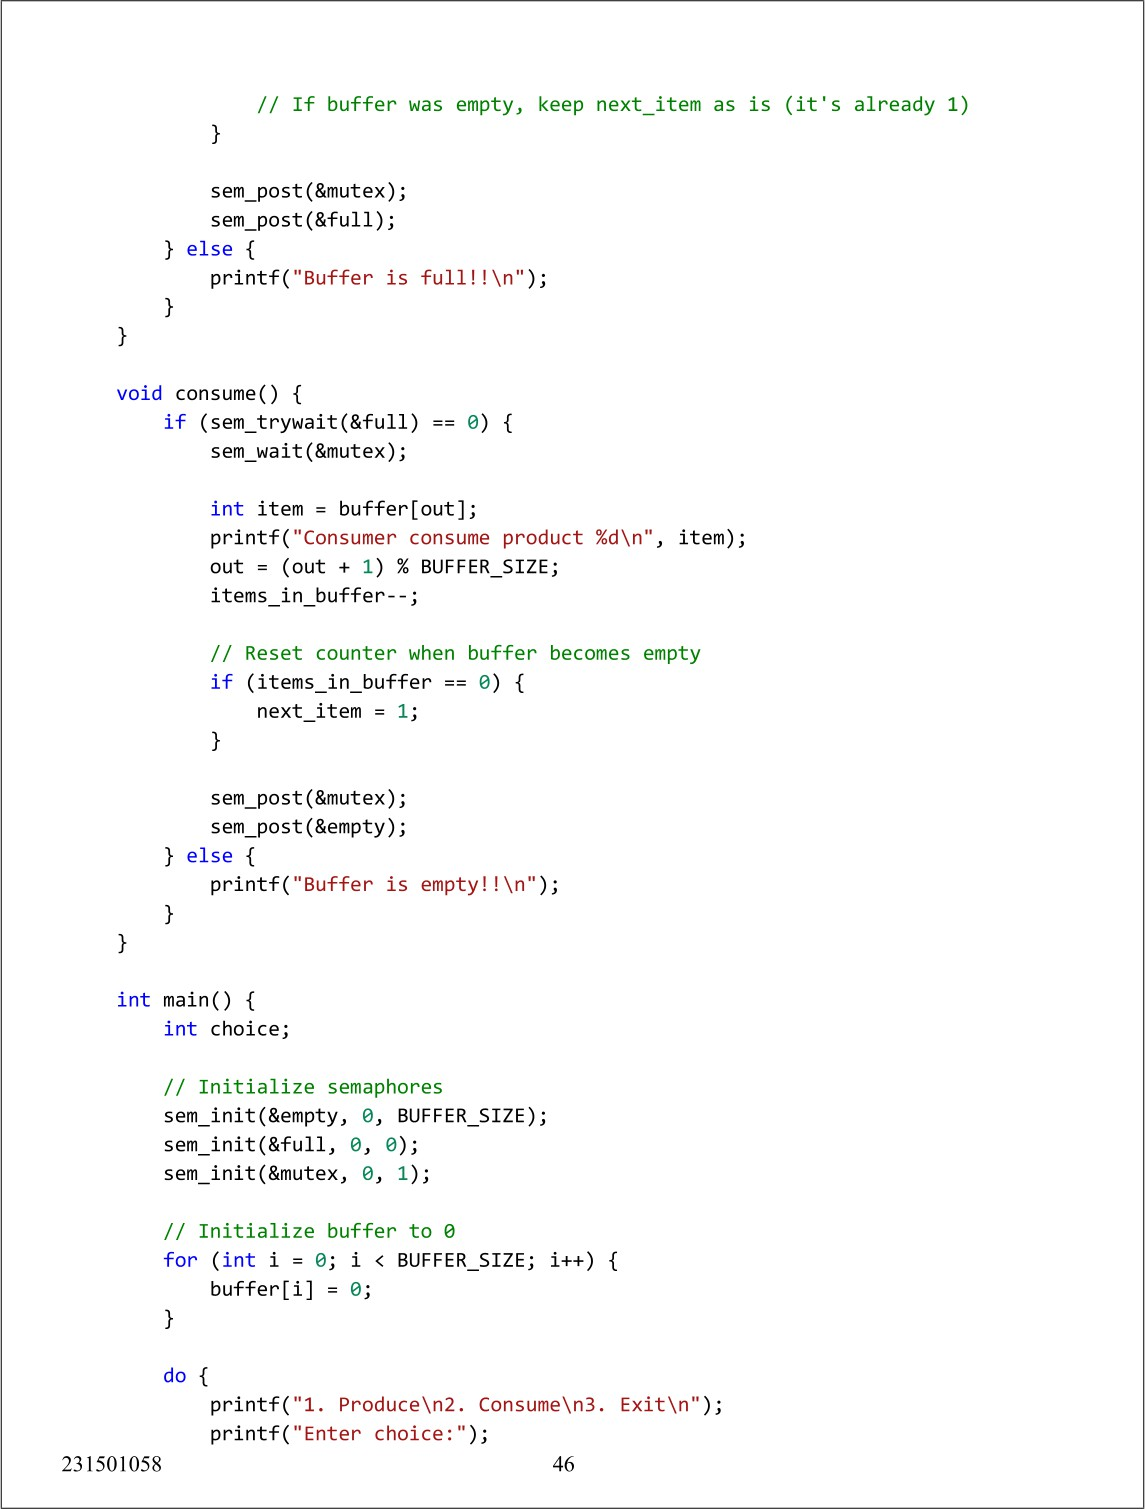 // If buffer was empty, keep next_item as is (it's already 1)
        }

        sem_post(&mutex);
        sem_post(&full);
    } else {
        printf("Buffer is full!!\n");
    }
}

void consume() {
    if (sem_trywait(&full) == 0) {
        sem_wait(&mutex);

        int item = buffer[out];
        printf("Consumer consume product %d\n", item);
        out = (out + 1) % BUFFER_SIZE;
        items_in_buffer--;

        // Reset counter when buffer becomes empty
        if (items_in_buffer == 0) {
            next_item = 1;
        }

        sem_post(&mutex);
        sem_post(&empty);
    } else {
        printf("Buffer is empty!!\n");
    }
}

int main() {
    int choice;

    // Initialize semaphores
    sem_init(&empty, 0, BUFFER_SIZE);
    sem_init(&full, 0, 0);
    sem_init(&mutex, 0, 1);

    // Initialize buffer to 0
    for (int i = 0; i < BUFFER_SIZE; i++) {
        buffer[i] = 0;
    }

    do {
        printf("1. Produce\n2. Consume\n3. Exit\n");
        printf("Enter choice:");
231501058 46